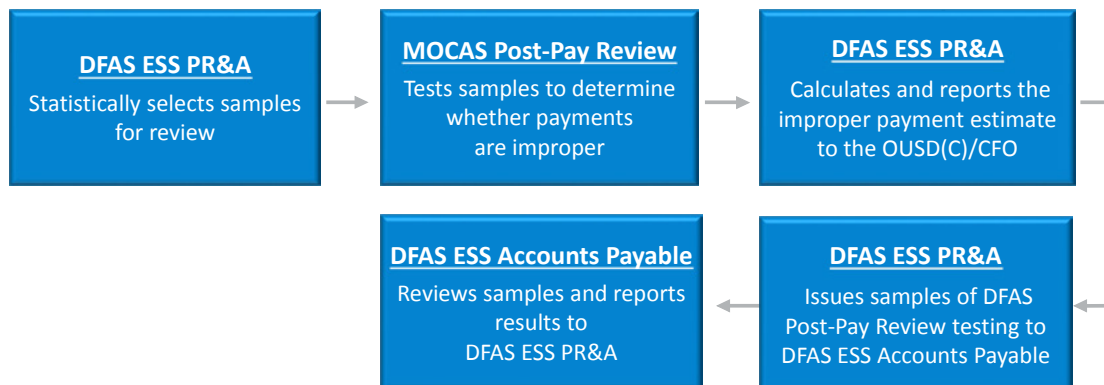 DFAS ESS PR&A
Statistically selects samples
for review
MOCAS Post-Pay Review
Tests samples to determine
whether payments
are improper
DFAS ESS PR&A
Calculates and reports the
improper payment estimate
to the OUSD(C)/CFO
DFAS ESS PR&A
Issues samples of DFAS
Post-Pay Review testing to
DFAS ESS Accounts Payable
DFAS ESS Accounts Payable
Reviews samples and reports
results to
DFAS ESS PR&A